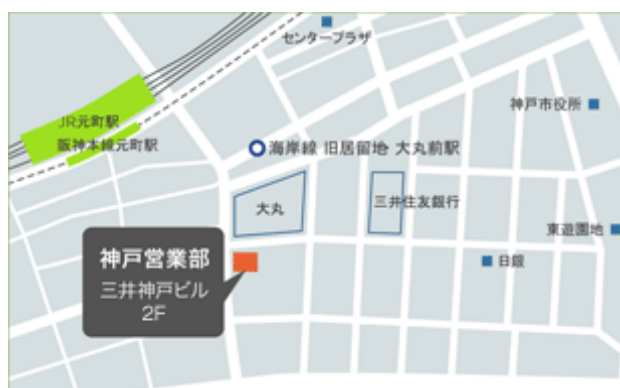 センタープラザ
神戸市役所
JR元町駅
阪神本線元町駅
海岸線 旧居留地 大丸前駅
大丸
三井住友銀行
東遊園地
日銀
神戸営業部
三井神戸ビル
2F